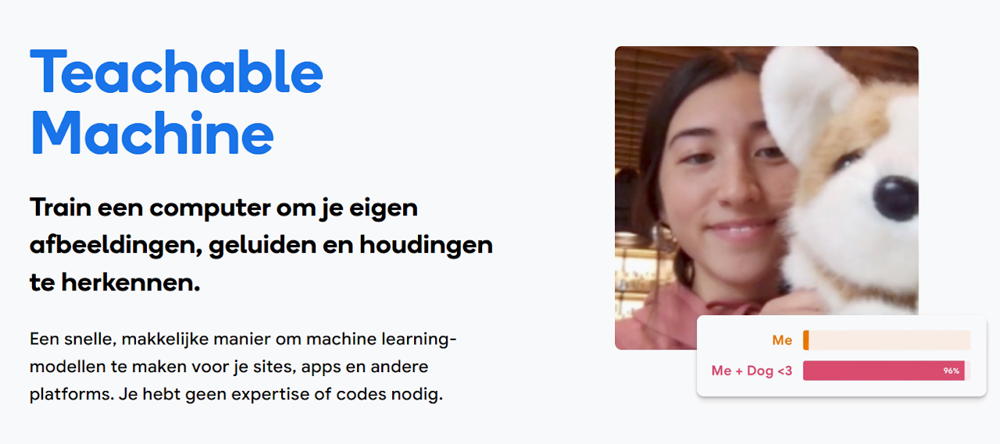 Teachable
Machine
Train een computer om je eigen
afbeeldingen, geluiden en houdingen
te herkennen.
Een snelle, makkelijke manier om machine learning-
modellen te maken voor je sites, apps en andere
platforms. Je hebt geen expertise of codes nodig.
Me
Me + Dog <3 96%